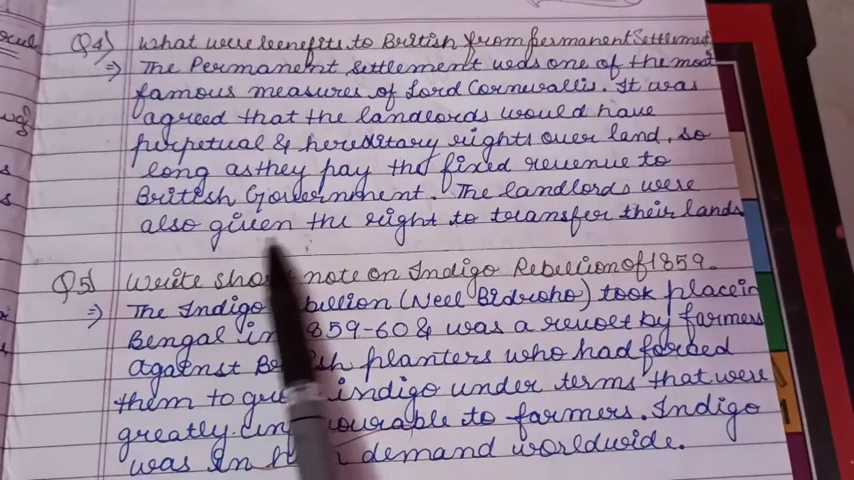 Q4) What were benefits to British from permanent Settlement
⇒ The Permanent settlement was one of the most
famous measures of Lord Cornwallis. It was
agreed that the landlords would have
perpetual & hereditary rights over land, so
long as they pay the fixed revenue to
British Government. The landlords were
also given the right to transfer their lands
Q5) Write short note on Indigo Rebellion of 1859.
⇒ The Indigo bellion (Neel Bidroho) took place in
Bengal in 859-60 & was a revolt by farmers
against British planters who had forced
them to indigo under terms that were
greatly ourable to farmers. Indigo
was in demand worldwide.